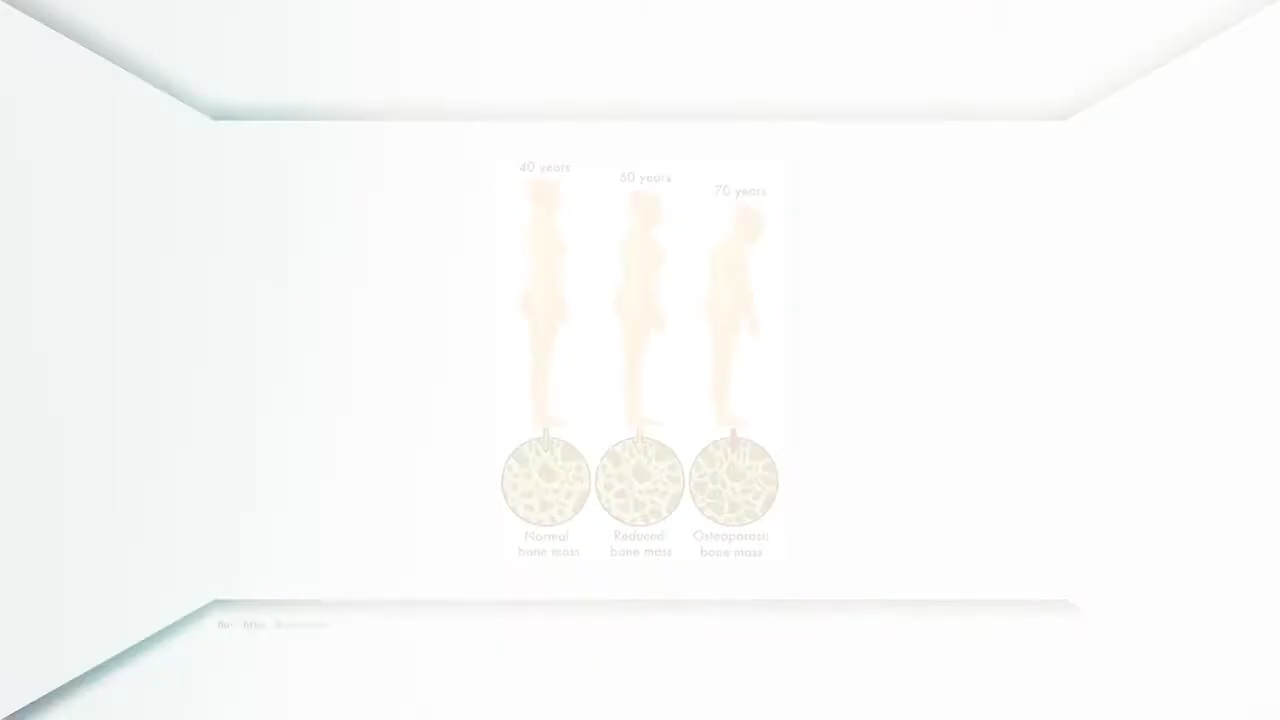 40 years
60 years
70 years
Normal
bone mass
Reduced
bone mass
Osteoporosis
bone mass